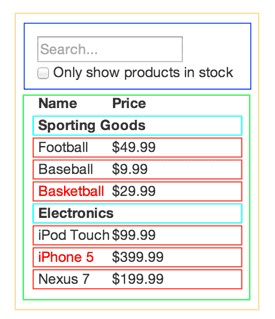 Search...
Only show products in stock
Name Price
Sporting Goods
Football $49.99
Baseball $9.99
Basketball $29.99
Electronics
iPod Touch $99.99
iPhone 5 $399.99
Nexus 7 $199.99